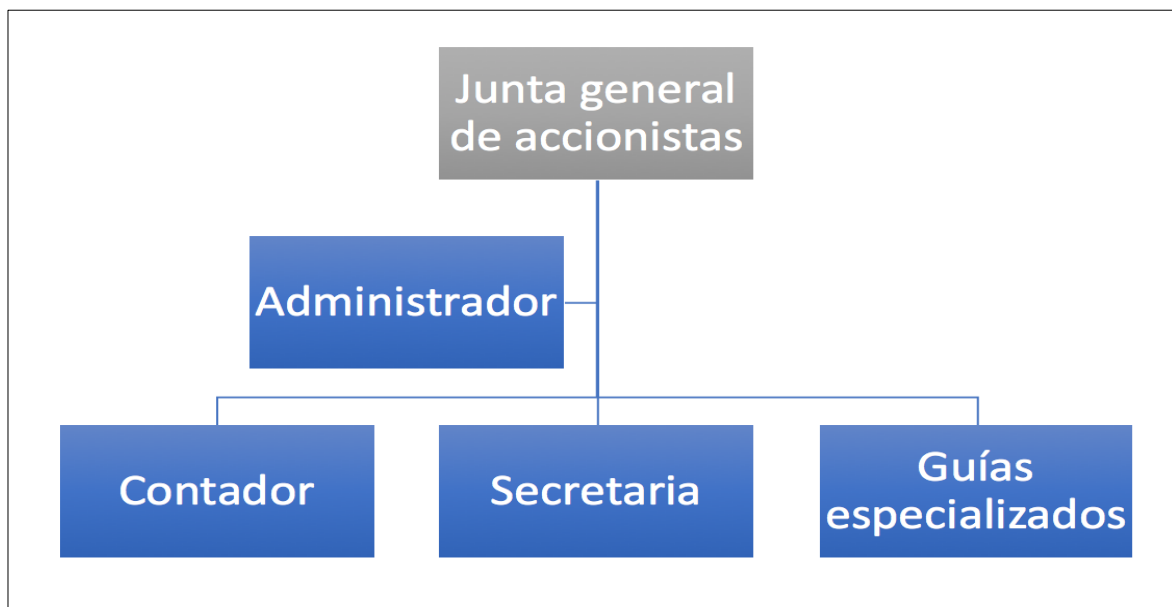 Junta general
de accionistas
Administrador
Contador
Secretaria
Guías
especializados